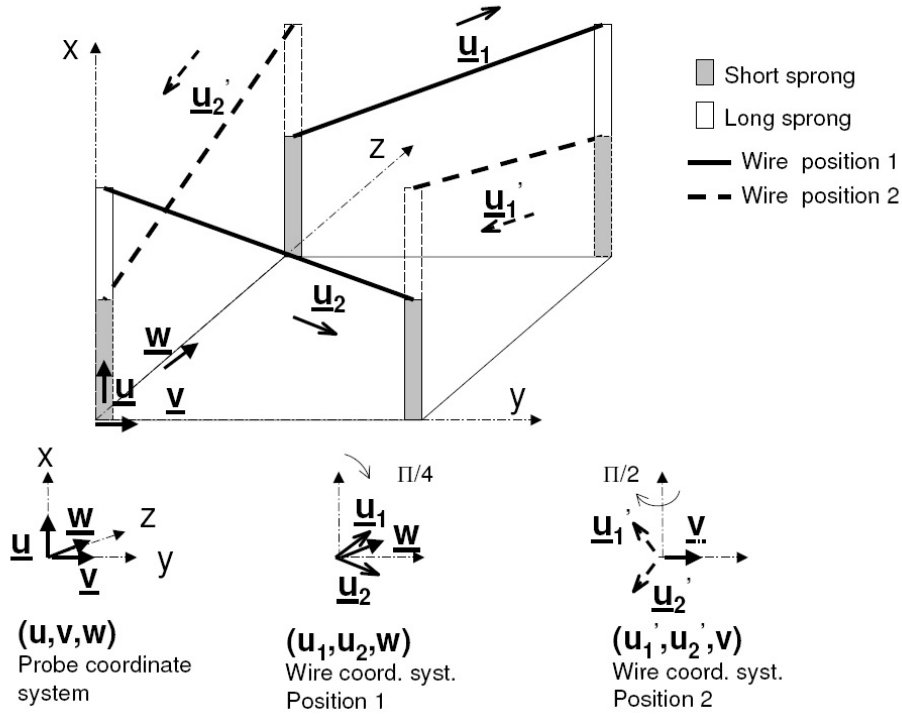 x
u₂'
u₁
z
u₁'
u₂
w
u
v
y
Short sprong
Long sprong
Wire position 1
Wire position 2
x
w
z
u
y
v
(u,v,w)
Probe coordinate
system
Π/4
u₁
w
u₂
(u₁,u₂,w)
Wire coord. syst.
Position 1
Π/2
u₁'
v
u₂'
(u₁',u₂',v)
Wire coord. syst.
Position 2